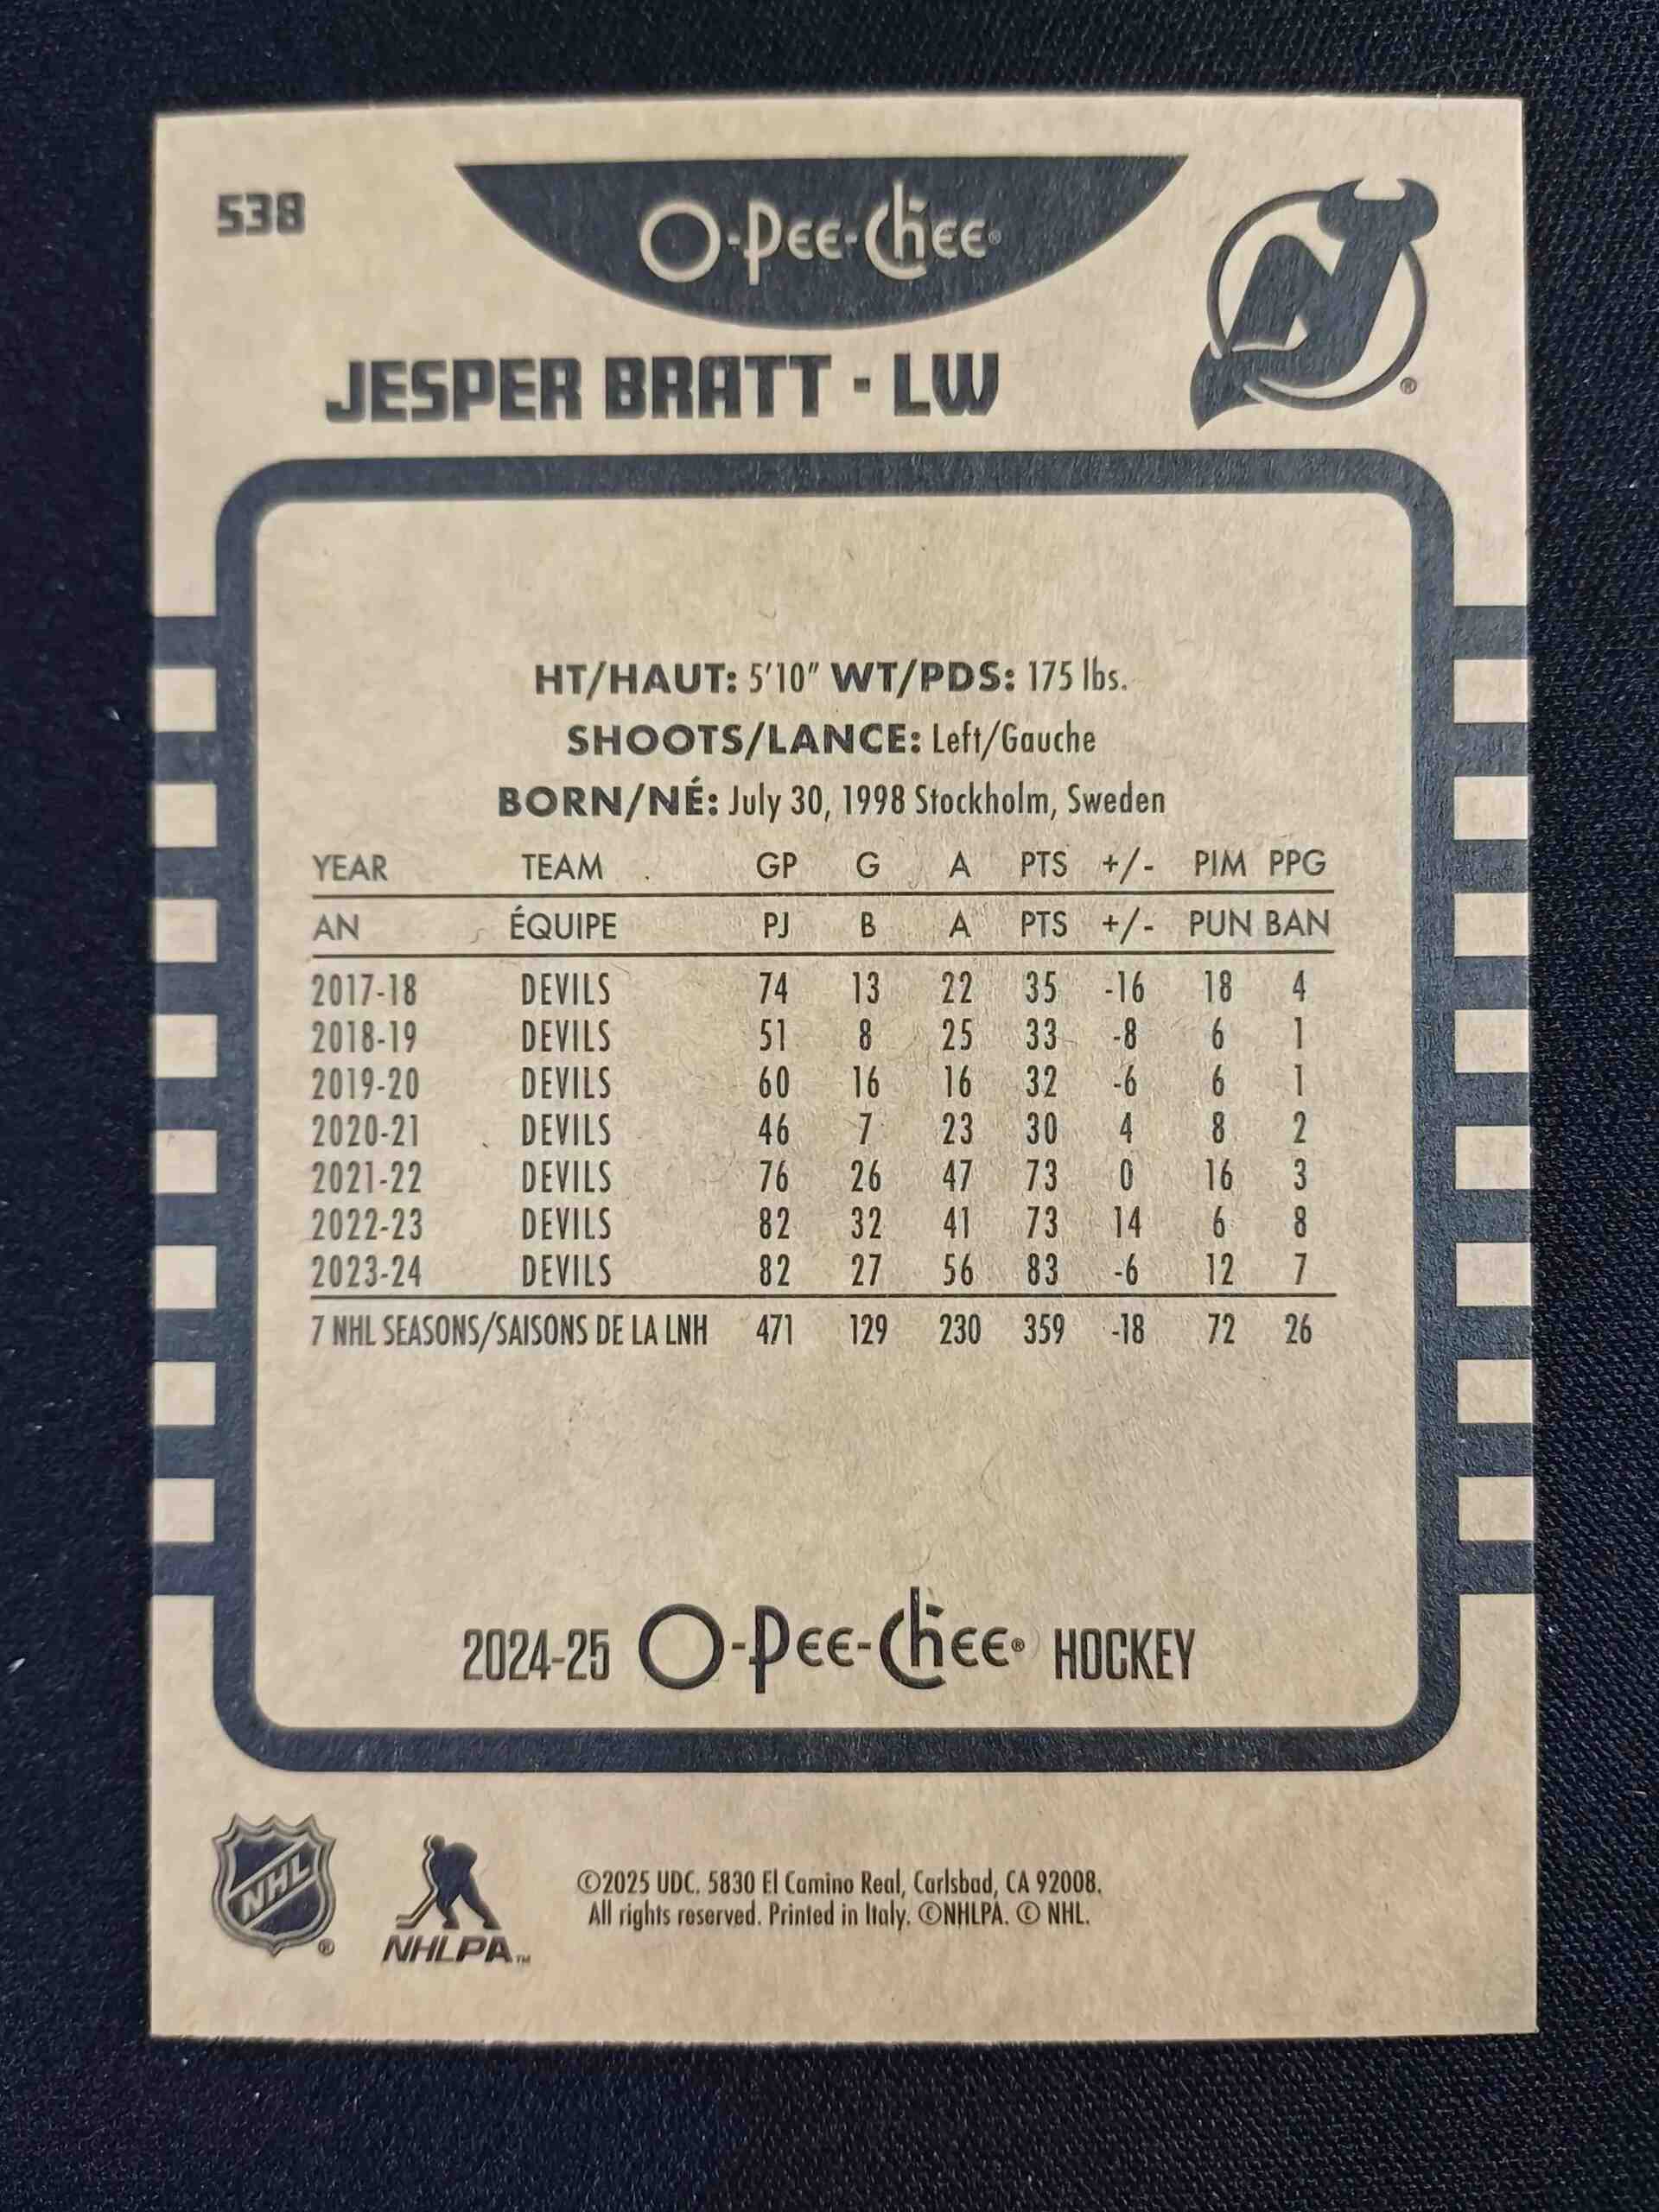 538
O-Pee-Chee®
®
JESPER BRATT - LW
HT/HAUT: 5'10" WT/PDS: 175 lbs.
SHOOTS/LANCE: Left/Gauche
BORN/NÉ: July 30, 1998 Stockholm, Sweden
YEAR TEAM GP G A PTS +/- PIM PPG
AN ÉQUIPE PJ B A PTS +/- PUN BAN
2017-18 DEVILS 74 13 22 35 -16 18 4
2018-19 DEVILS 51 8 25 33 -8 6 1
2019-20 DEVILS 60 16 16 32 -6 6 1
2020-21 DEVILS 46 7 23 30 4 8 2
2021-22 DEVILS 76 26 47 73 0 16 3
2022-23 DEVILS 82 32 41 73 14 6 8
2023-24 DEVILS 82 27 56 83 -6 12 7
7 NHL SEASONS/SAISONS DE LA LNH 471 129 230 359 -18 72 26
2024-25 O-Pee-Chee® HOCKEY
NHL ®
NHLPA™
©2025 UDC. 5830 El Camino Real, Carlsbad, CA 92008.
All rights reserved. Printed in Italy. ©NHLPA. © NHL.